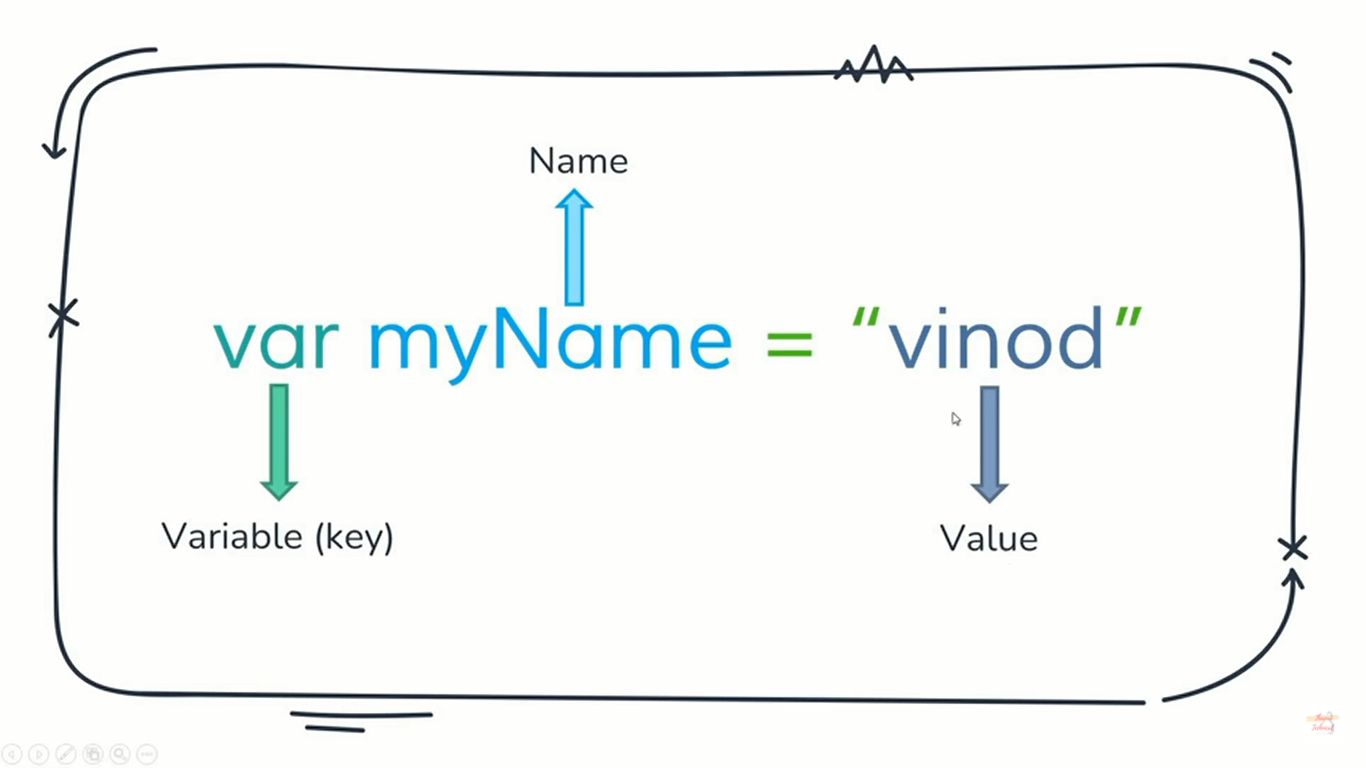 Name
var myName = “vinod”
Variable (key)
Value